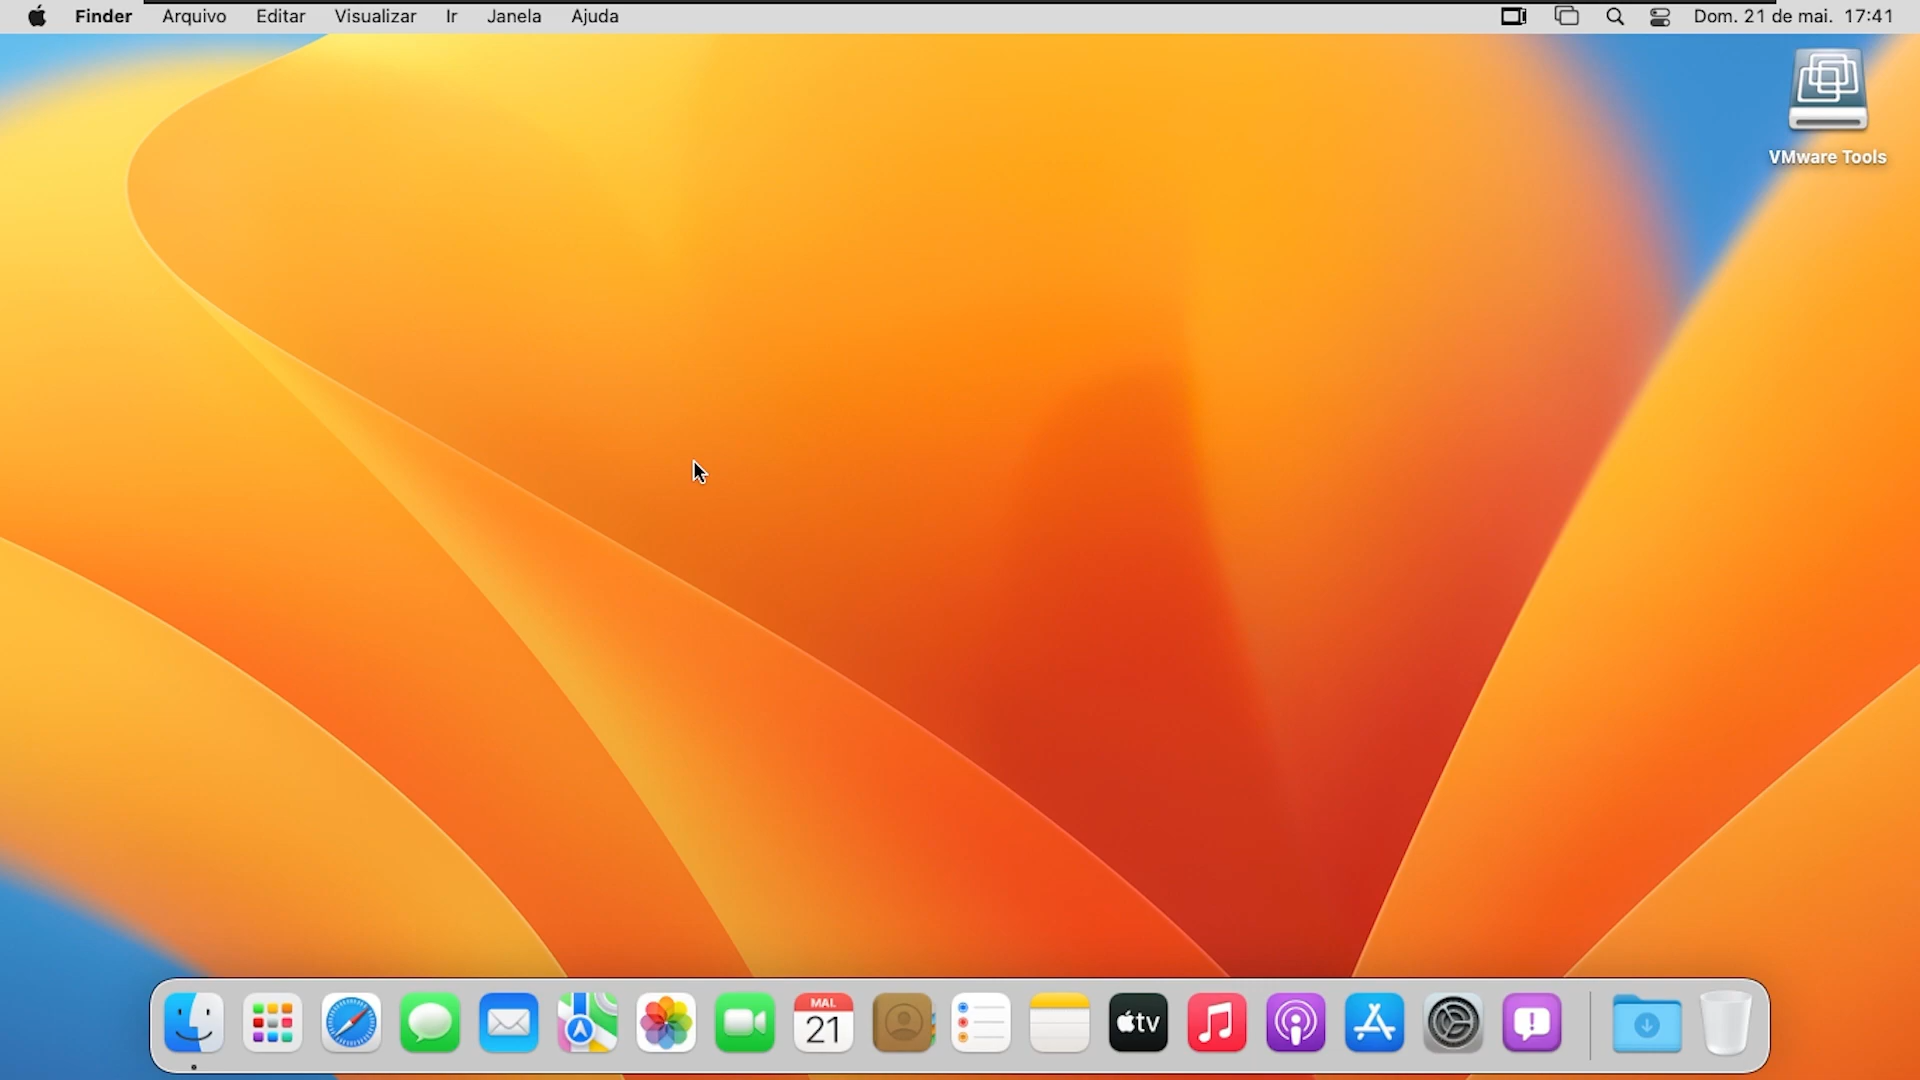 Finder Arquivo Editar Visualizar Ir Janela Ajuda Dom. 21 de mai. 17:41
VMware Tools
MAI.
21
tv